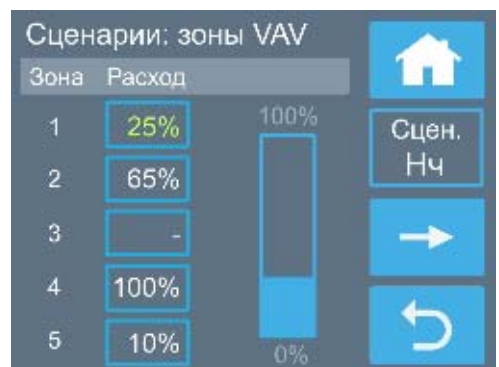 Сценарии: зоны VAV
Зона Расход
1 25% 100%
Сцен.
Нч
2 65%
3 -
4 100%
5 10% 0%